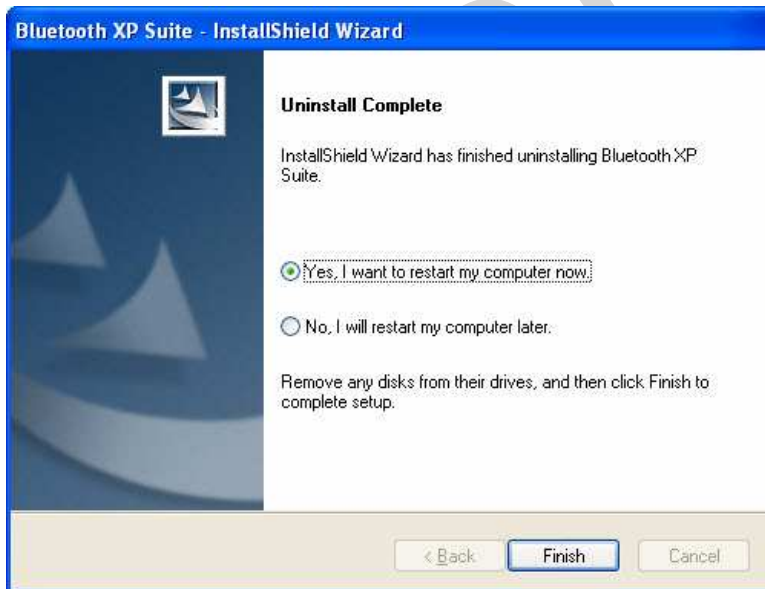 Bluetooth XP Suite - InstallShield Wizard
Uninstall Complete
InstallShield Wizard has finished uninstalling Bluetooth XP
Suite.
Yes, I want to restart my computer now.
No, I will restart my computer later.
Remove any disks from their drives, and then click Finish to
complete setup.
< Back Finish Cancel